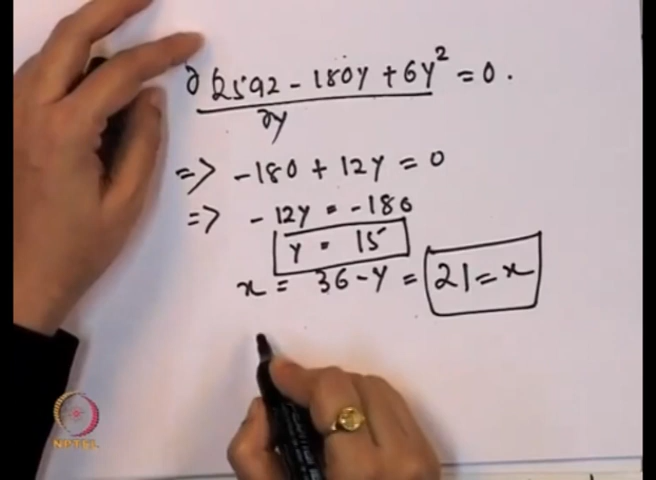 ∂ (2592 - 180y + 6y² = 0.
∂y
=> -180 + 12y = 0
=> - 12y = -180
y = 15
x = 36 - y = 21 = x
NPTEL